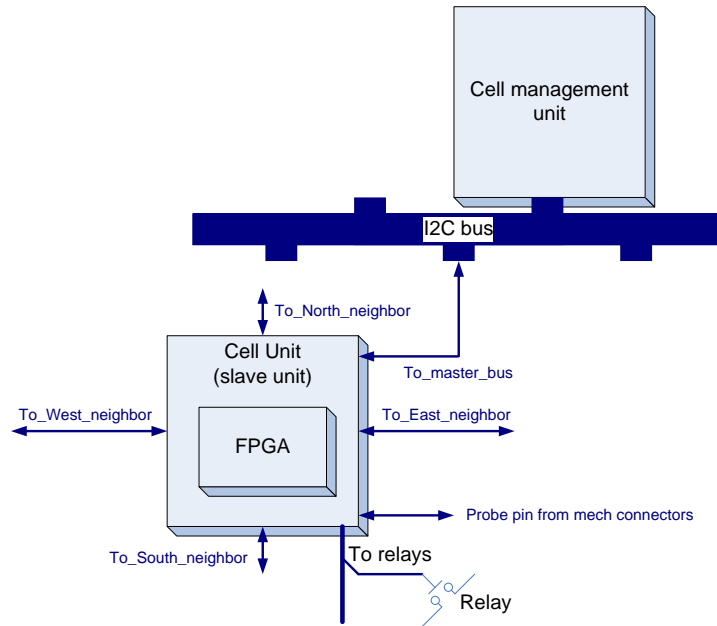 Cell management
unit
I2C bus
To_North_neighbor
Cell Unit
(slave unit)
To_master_bus
To_West_neighbor
To_East_neighbor
FPGA
Probe pin from mech connectors
To_South_neighbor
To relays
Relay